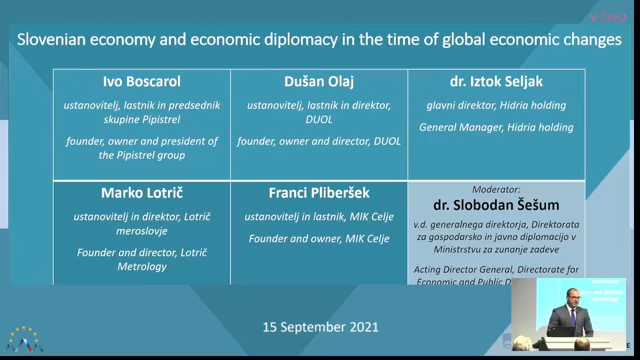 V ŽIVO
Slovenian economy and economic diplomacy in the time of global economic changes
Ivo Boscarol
ustanovitelj, lastnik in predsednik
skupine Pipistrel
founder, owner and president of
the Pipistrel group
Dušan Olaj
ustanovitelj, lastnik in direktor,
DUOL
founder, owner and director, DUOL
dr. Iztok Seljak
glavni direktor, Hidria holding
General Manager, Hidria holding
Marko Lotrič
ustanovitelj in direktor, Lotrič
meroslovje
Founder and director, Lotrič
Metrology
Franci Pliberšek
ustanovitelj in lastnik, MIK Celje
Founder and owner, MIK Celje
Moderator:
dr. Slobodan Šešum
v.d. generalnega direktorja, Direktorata
za gospodarsko in javno diplomacijo v
Ministrstvu za zunanje zadeve
Acting Director General, Directorate for
Economic and Public
15 September 2021